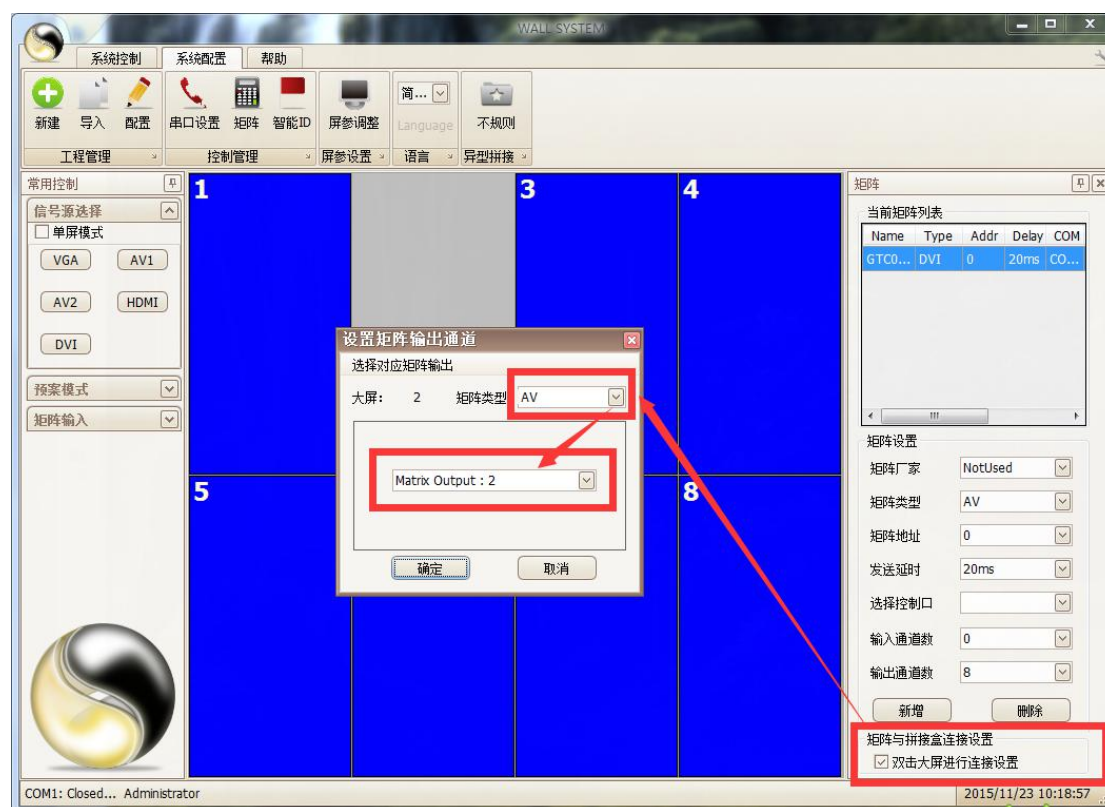 WALL SYSTEM
系统控制 系统配置 帮助
新建 导入 配置 串口设置 矩阵 智能ID 屏参调整 简... Language 不规则
工程管理 控制管理 屏参设置 语言 异型拼接
常用控制
信号源选择
单屏模式
VGA AV1
AV2 HDMI
DVI
预案模式
矩阵输入
1 3 4
5 8
设置矩阵输出通道
选择对应矩阵输出
大屏: 2 矩阵类型 AV
Matrix Output : 2
确定 取消
矩阵
当前矩阵列表
Name Type Addr Delay COM
GTC0... DVI 0 20ms CO...
矩阵设置
矩阵厂家 NotUsed
矩阵类型 AV
矩阵地址 0
发送延时 20ms
选择控制口
输入通道数 0
输出通道数 8
新增 删除
矩阵与拼接盒连接设置
双击大屏进行连接设置
COM1: Closed... Administrator 2015/11/23 10:18:57